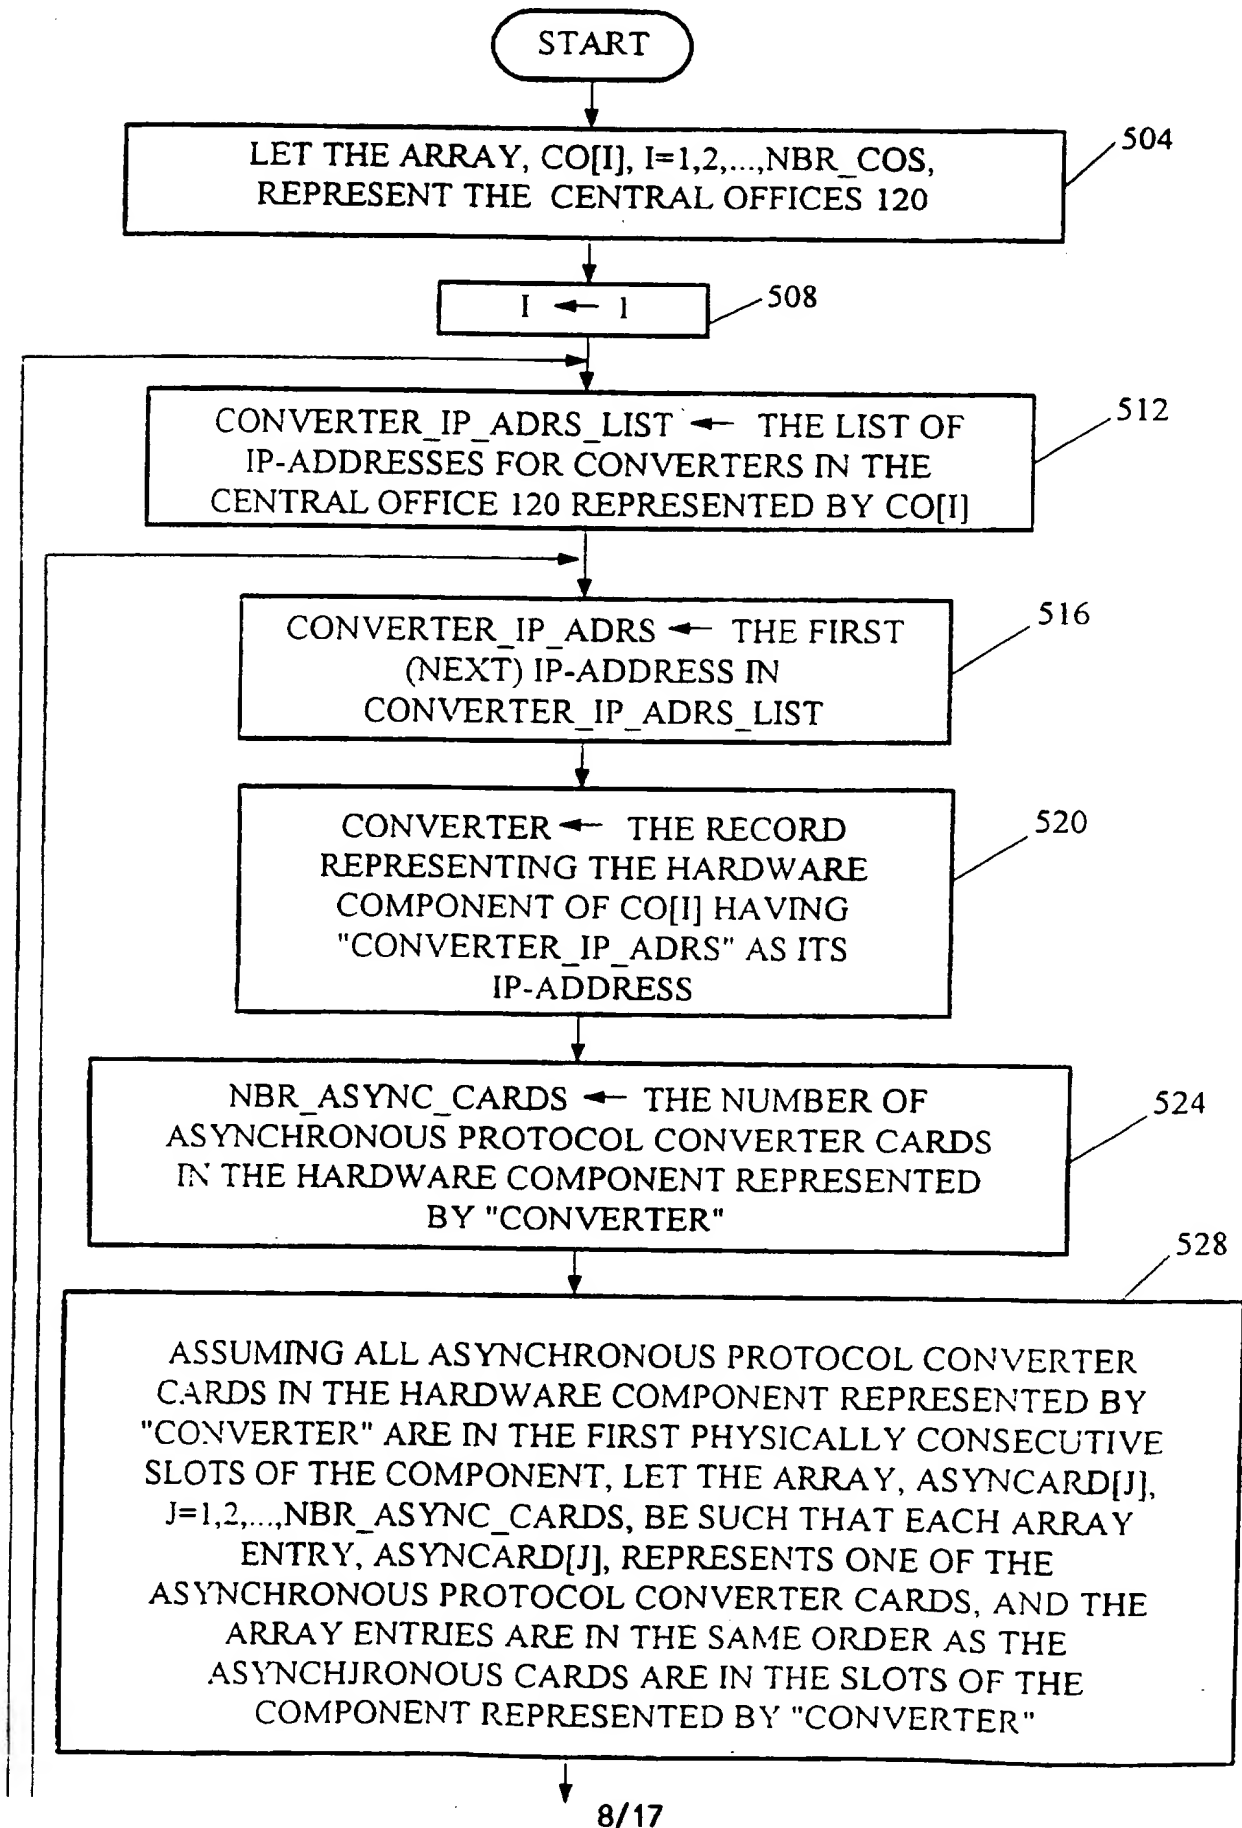 START
LET THE ARRAY, CO[I], I=1,2,...,NBR_COS,
REPRESENT THE CENTRAL OFFICES 120
504
I ← 1
508
CONVERTER_IP_ADRS_LIST ← THE LIST OF
IP-ADDRESSES FOR CONVERTERS IN THE
CENTRAL OFFICE 120 REPRESENTED BY CO[I]
512
CONVERTER_IP_ADRS ← THE FIRST
(NEXT) IP-ADDRESS IN
CONVERTER_IP_ADRS_LIST
516
CONVERTER ← THE RECORD
REPRESENTING THE HARDWARE
COMPONENT OF CO[I] HAVING
"CONVERTER_IP_ADRS" AS ITS
IP-ADDRESS
520
NBR_ASYNC_CARDS ← THE NUMBER OF
ASYNCHRONOUS PROTOCOL CONVERTER CARDS
IN THE HARDWARE COMPONENT REPRESENTED
BY "CONVERTER"
524
528
ASSUMING ALL ASYNCHRONOUS PROTOCOL CONVERTER
CARDS IN THE HARDWARE COMPONENT REPRESENTED BY
"CONVERTER" ARE IN THE FIRST PHYSICALLY CONSECUTIVE
SLOTS OF THE COMPONENT, LET THE ARRAY, ASYNCARD[J],
J=1,2,...,NBR_ASYNC_CARDS, BE SUCH THAT EACH ARRAY
ENTRY, ASYNCARD[J], REPRESENTS ONE OF THE
ASYNCHRONOUS PROTOCOL CONVERTER CARDS, AND THE
ARRAY ENTRIES ARE IN THE SAME ORDER AS THE
ASYNCHJRONOUS CARDS ARE IN THE SLOTS OF THE
COMPONENT REPRESENTED BY "CONVERTER"
8/17